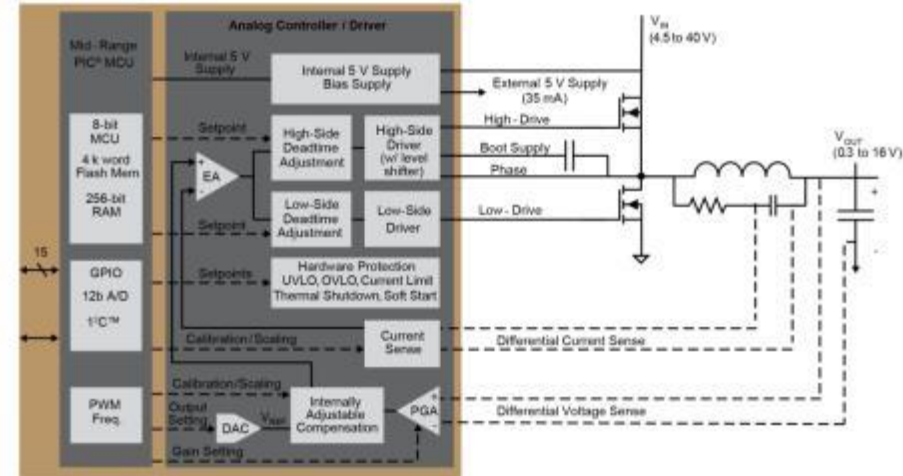 Analog Controller / Driver
Mid-Range
PIC® MDU
Internal 5 V
Supply
Internal 5 V Supply
Bias Supply
V_IN
(4.5 to 40 V)
External 5 V Supply
(35 mA)
High-Drive
8-bit
MCU
4 k word
Flash Mem
256-bit
RAM
Setpoint
High-Side
Deadtime
Adjustment
High-Side
Driver
(w/ level
shifter)
Boot Supply
Phase
V_OUT
(0.3 to 16 V)
+
EA
-
Low-Side
Deadtime
Adjustment
Low-Side
Driver
Low-Drive
+
Setpoint
15
GPIO
12b A/D
I²C™
Setpoints
Hardware Protection
UVLO, OVLO, Current Limit
Thermal Shutdown, Soft Start
Calibration/Scaling
Current
Sense
Differential Current Sense
PWM
Freq.
Calibration/Scaling
Output
Setting
DAC
V_REF
Internally
Adjustable
Compensation
+
PGA
-
Differential Voltage Sense
Gain Setting